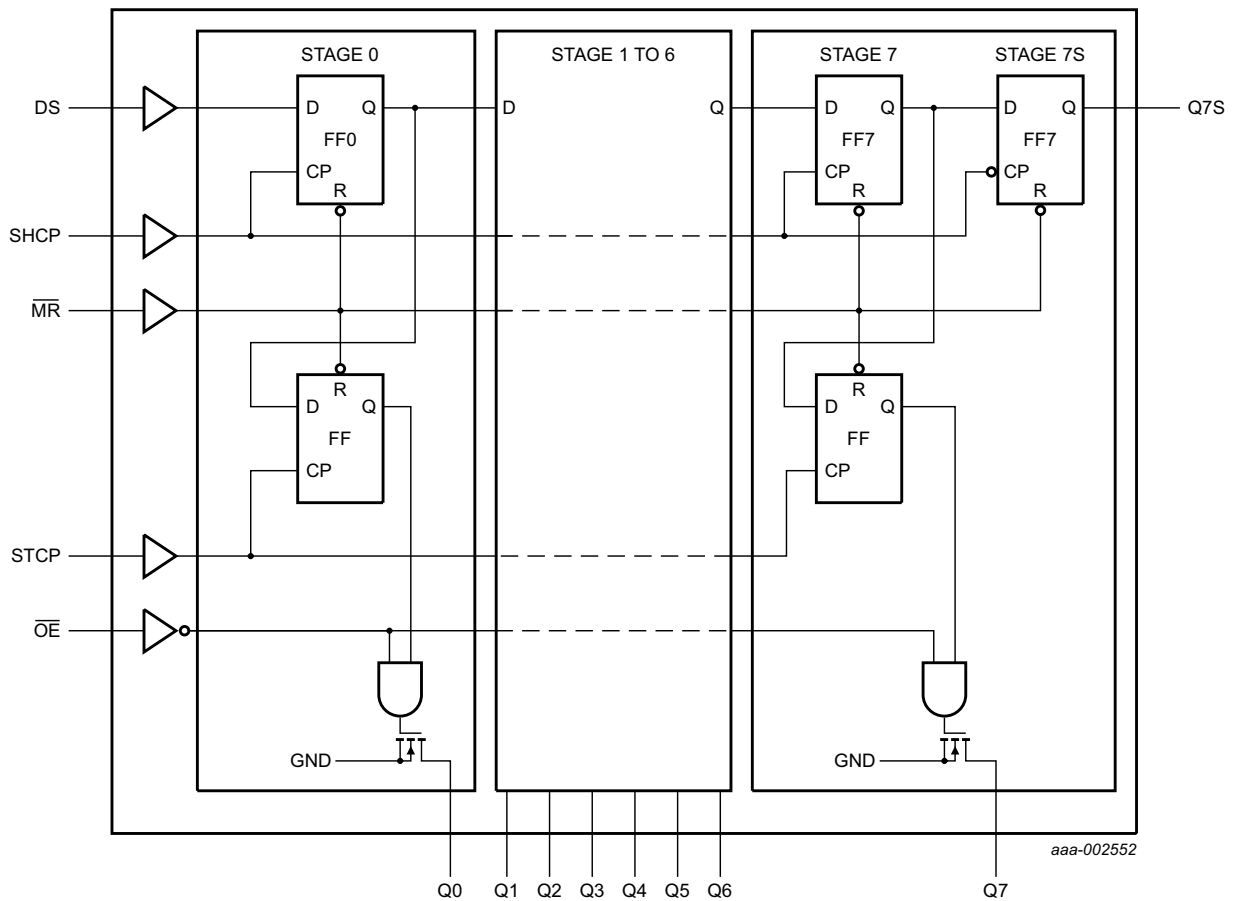 STAGE 0
STAGE 1 TO 6
STAGE 7
STAGE 7S
DS
D
Q
FF0
CP
R
D
Q
D
Q
FF7
CP
R
D
Q
FF7
CP
R
Q7S
SHCP
MR
R
D
Q
FF
CP
R
D
Q
FF
CP
STCP
OE
GND
GND
aaa-002552
Q0
Q1
Q2
Q3
Q4
Q5
Q6
Q7